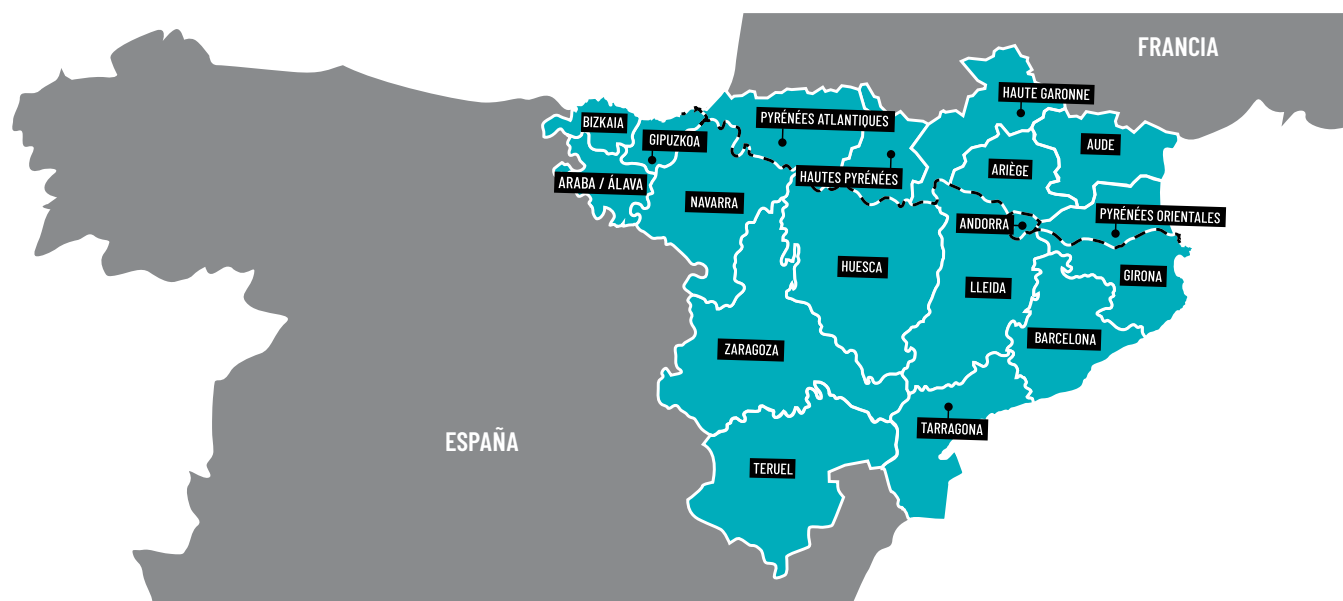 FRANCIA
HAUTE GARONNE
BIZKAIA
PYRÉNÉES ATLANTIQUES
GIPUZKOA
AUDE
ARIÈGE
HAUTES PYRÉNÉES
ARABA / ÁLAVA
NAVARRA
PYRÉNÉES ORIENTALES
ANDORRA
HUESCA
GIRONA
LLEIDA
BARCELONA
ZARAGOZA
TARRAGONA
ESPAÑA
TERUEL